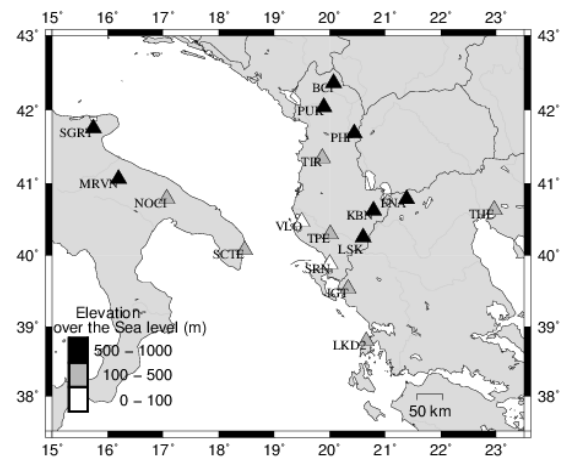 15° 16° 17° 18° 19° 20° 21° 22° 23°
43° 43°
BCI
PUK
42° 42°
SGRT
PHP
TIR
MRVN
41° 41°
NOCI
FNA
KBN
THE
VLO
TPE
SCTE
LSK
40° 40°
SRN
IGT
Elevation
over the Sea level (m)
500 – 1000
100 – 500
0 – 100
39° 39°
LKD2
38° 38°
50 km
15° 16° 17° 18° 19° 20° 21° 22° 23°